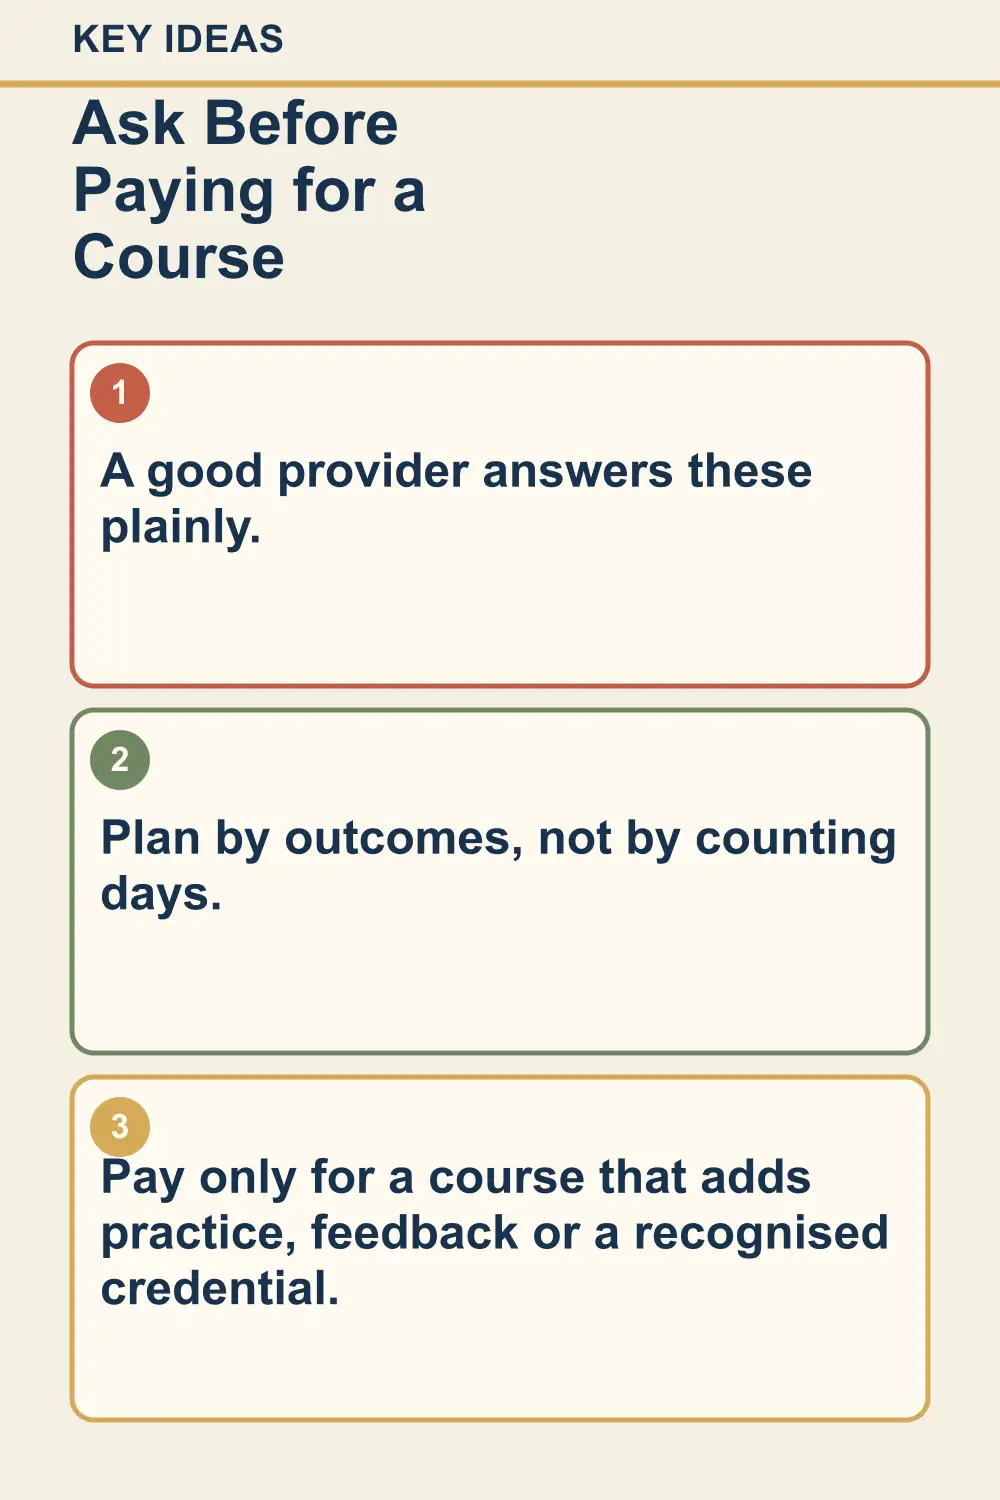 KEY IDEAS
Ask Before
Paying for a
Course
1
A good provider answers these
plainly.
2
Plan by outcomes, not by counting
days.
3
Pay only for a course that adds
practice, feedback or a recognised
credential.